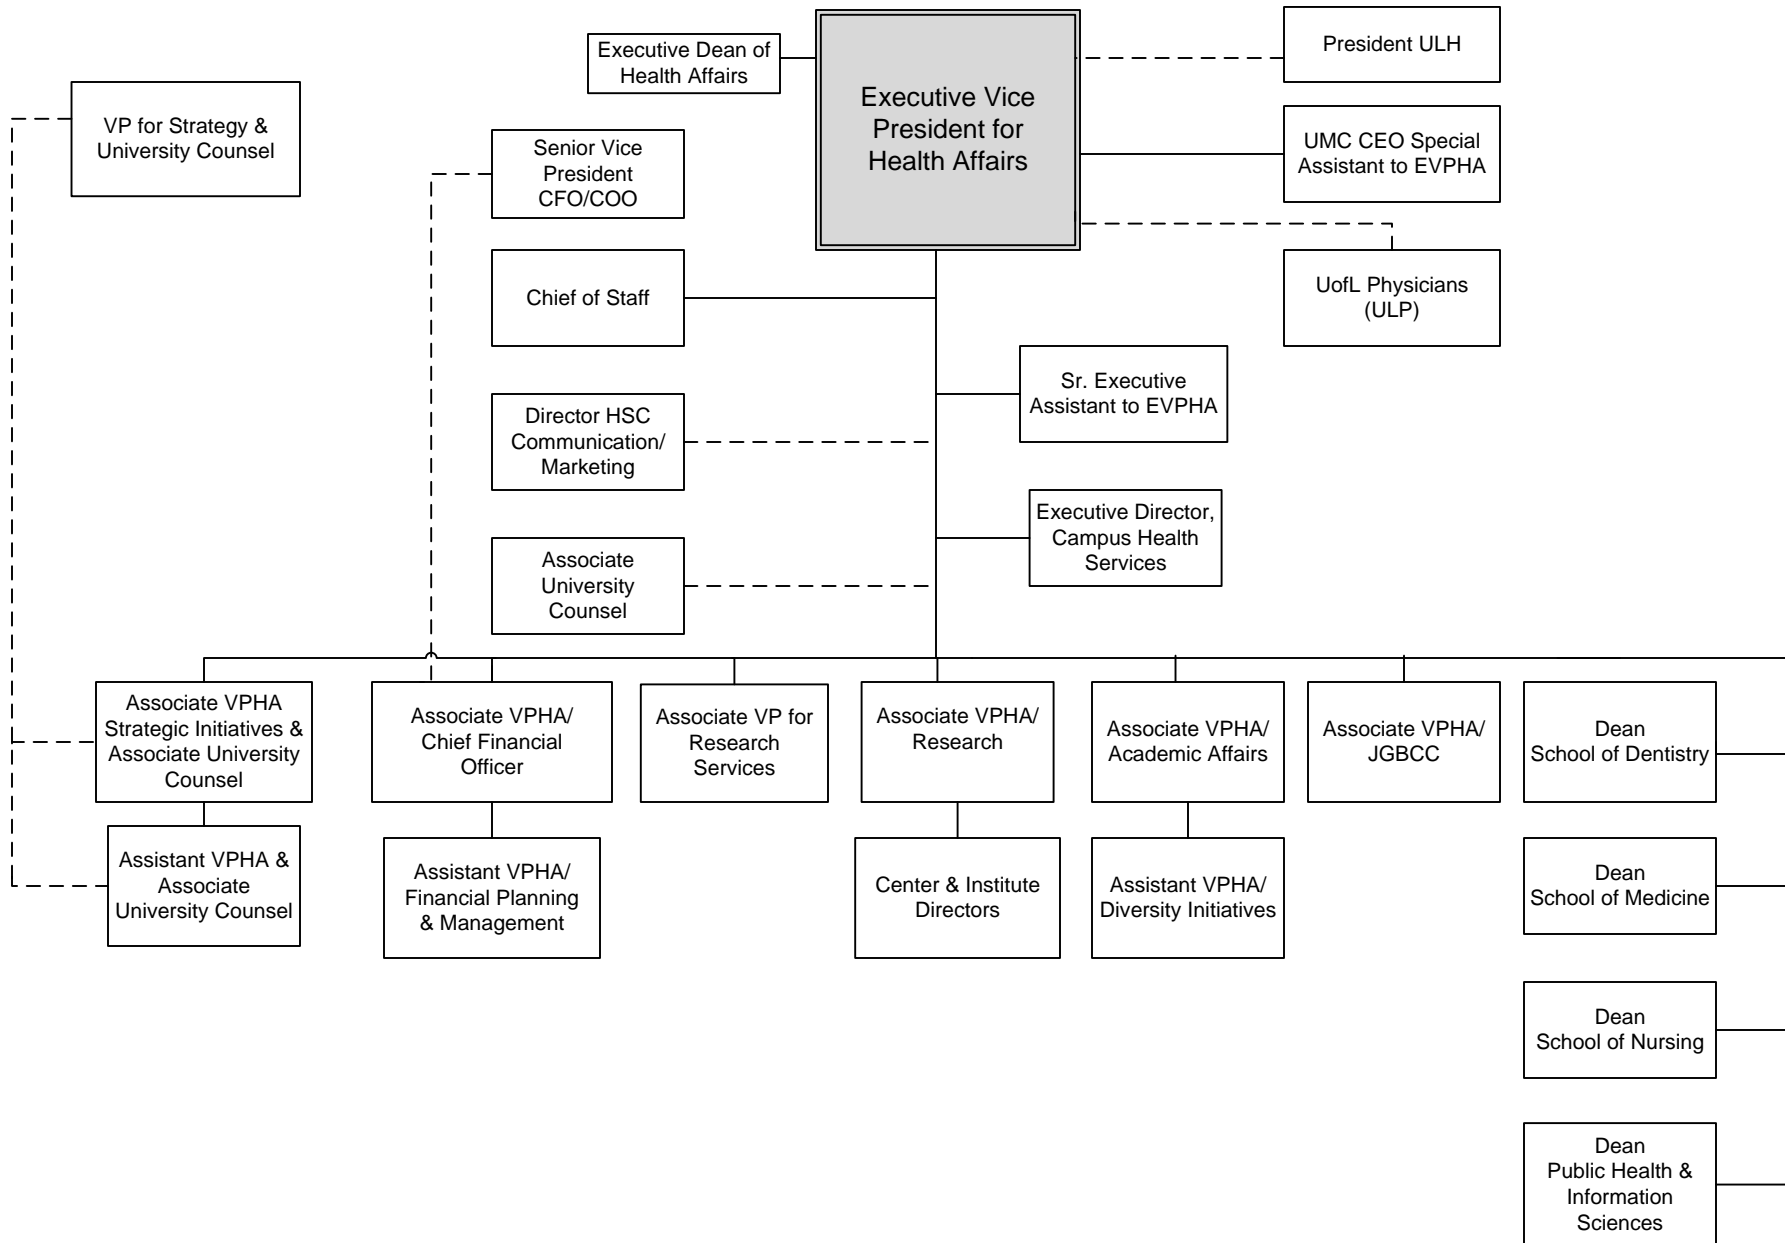 Executive Dean of
Health Affairs
Executive Vice
President for
Health Affairs
President ULH
VP for Strategy &
University Counsel
Senior Vice
President
CFO/COO
UMC CEO Special
Assistant to EVPHA
Chief of Staff
UofL Physicians
(ULP)
Sr. Executive
Assistant to EVPHA
Director HSC
Communication/
Marketing
Executive Director,
Campus Health
Services
Associate
University
Counsel
Associate VPHA
Strategic Initiatives &
Associate University
Counsel
Associate VPHA/
Chief Financial
Officer
Associate VP for
Research
Services
Associate VPHA/
Research
Associate VPHA/
Academic Affairs
Associate VPHA/
JGBCC
Dean
School of Dentistry
Assistant VPHA &
Associate
University Counsel
Assistant VPHA/
Financial Planning
& Management
Center & Institute
Directors
Assistant VPHA/
Diversity Initiatives
Dean
School of Medicine
Dean
School of Nursing
Dean
Public Health &
Information
Sciences